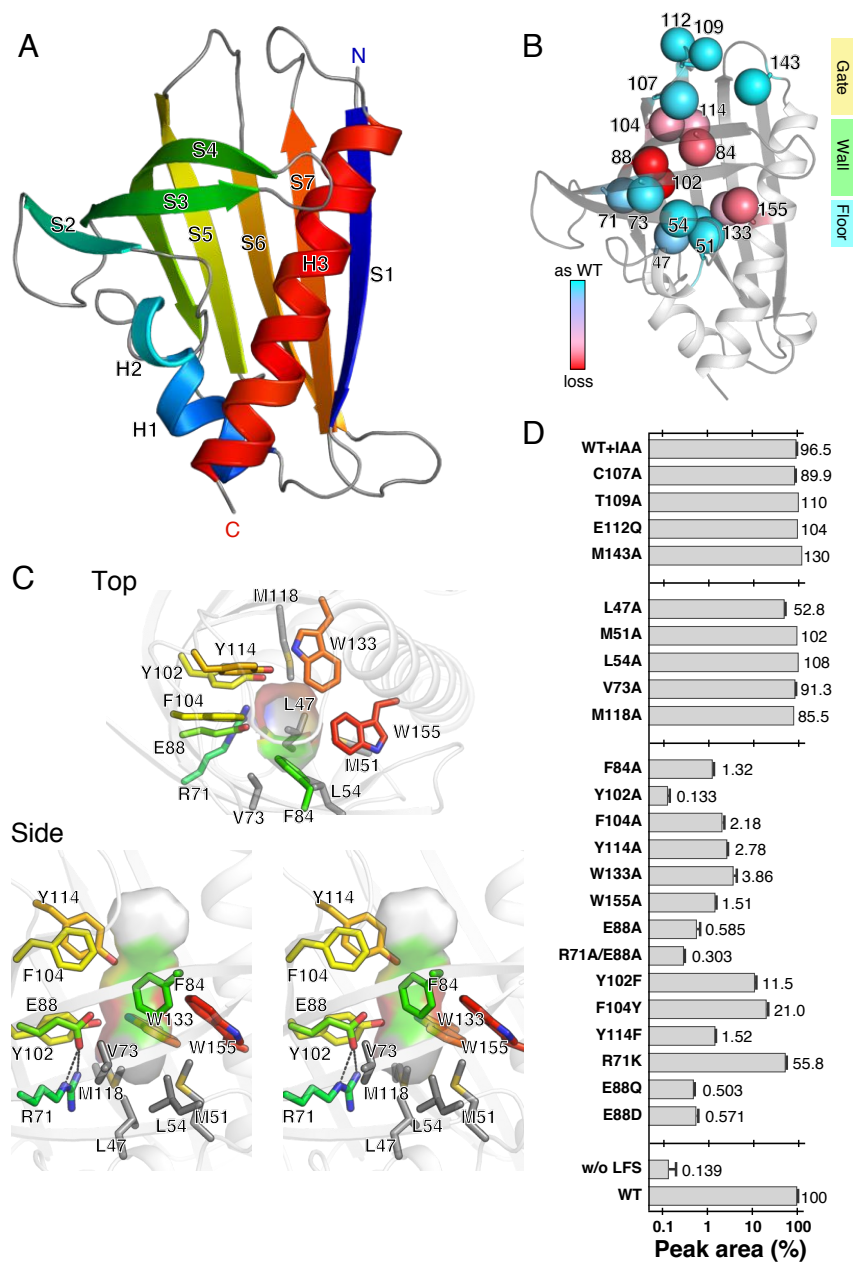 A
N
S4
S7
S3
S2
S5
S6
H3
S1
H2
H1
C
B
112
109
143
107
114
104
84
88
102
155
71
73
54
133
51
47
as WT
loss
Gate
Wall
Floor
C
Top
M118
Y114
W133
Y102
F104
L47
E88
W155
M51
R71
L54
V73
F84
Side
Y114
F104
F84
E88
W133
Y102
V73
W155
M118
R71
M51
L54
L47
Y114
F104
F84
E88
W133
Y102
V73
W155
M118
R71
M51
L54
L47
D
WT+IAA 96.5
C107A 89.9
T109A 110
E112Q 104
M143A 130
L47A 52.8
M51A 102
L54A 108
V73A 91.3
M118A 85.5
F84A 1.32
Y102A 0.133
F104A 2.18
Y114A 2.78
W133A 3.86
W155A 1.51
E88A 0.585
R71A/E88A 0.303
Y102F 11.5
F104Y 21.0
Y114F 1.52
R71K 55.8
E88Q 0.503
E88D 0.571
w/o LFS 0.139
WT 100
0.1 1 10 100
Peak area (%)